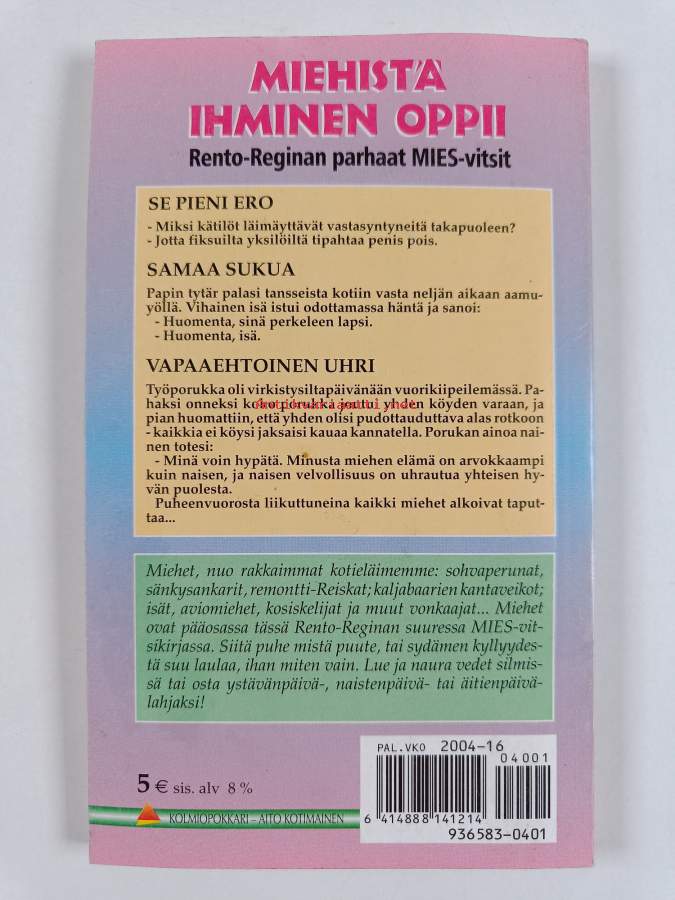 MIEHISTÄ
IHMINEN OPPII
Rento-Reginan parhaat MIES-vitsit
SE PIENI ERO
- Miksi kätilöt läimäyttävät vastasyntyneitä takapuoleen?
- Jotta fiksuilta yksilöiltä tipahtaa penis pois.
SAMAA SUKUA
Papin tytär palasi tansseista kotiin vasta neljän aikaan aamu-
yöllä. Vihainen isä istui odottamassa häntä ja sanoi:
- Huomenta, sinä perkeleen lapsi.
- Huomenta, isä.
VAPAAEHTOINEN UHRI
Työporukka oli virkistysiltapäivänään vuorikiipeilemässä. Pa-
haksi onneksi koko porukka joutui yhden köyden varaan, ja
Antikvariaatti.net
pian huomattiin, että yhden olisi pudottauduttava alas rotkoon
- kaikkia ei köysi jaksaisi kauaa kannatella. Porukan ainoa nai-
nen totesi:
- Minä voin hypätä. Minusta miehen elämä on arvokkaampi
kuin naisen, ja naisen velvollisuus on uhrautua yhteisen hy-
vän puolesta.
Puheenvuorosta liikuttuneina kaikki miehet alkoivat taput-
taa...
Miehet, nuo rakkaimmat kotieläimemme: sohvaperunat,
sänkysankarit, remontti-Reiskat; kaljabaarien kantaveikot;
isät, aviomiehet, kosiskelijat ja muut vonkaajat... Miehet
ovat pääosassa tässä Rento-Reginan suuressa MIES-vit-
sikirjassa. Siitä puhe mistä puute, tai sydämen kyllyydes-
tä suu laulaa, ihan miten vain. Lue ja naura vedet silmis-
sä tai osta ystävänpäivä-, naistenpäivä- tai äitienpäivä-
lahjaksi!
PAL.VKO 2004-16
04001
5 € sis. alv 8 %
KOLMIOPOKKARI – AITO KOTIMAINEN
6 414888 141214
936583-0401